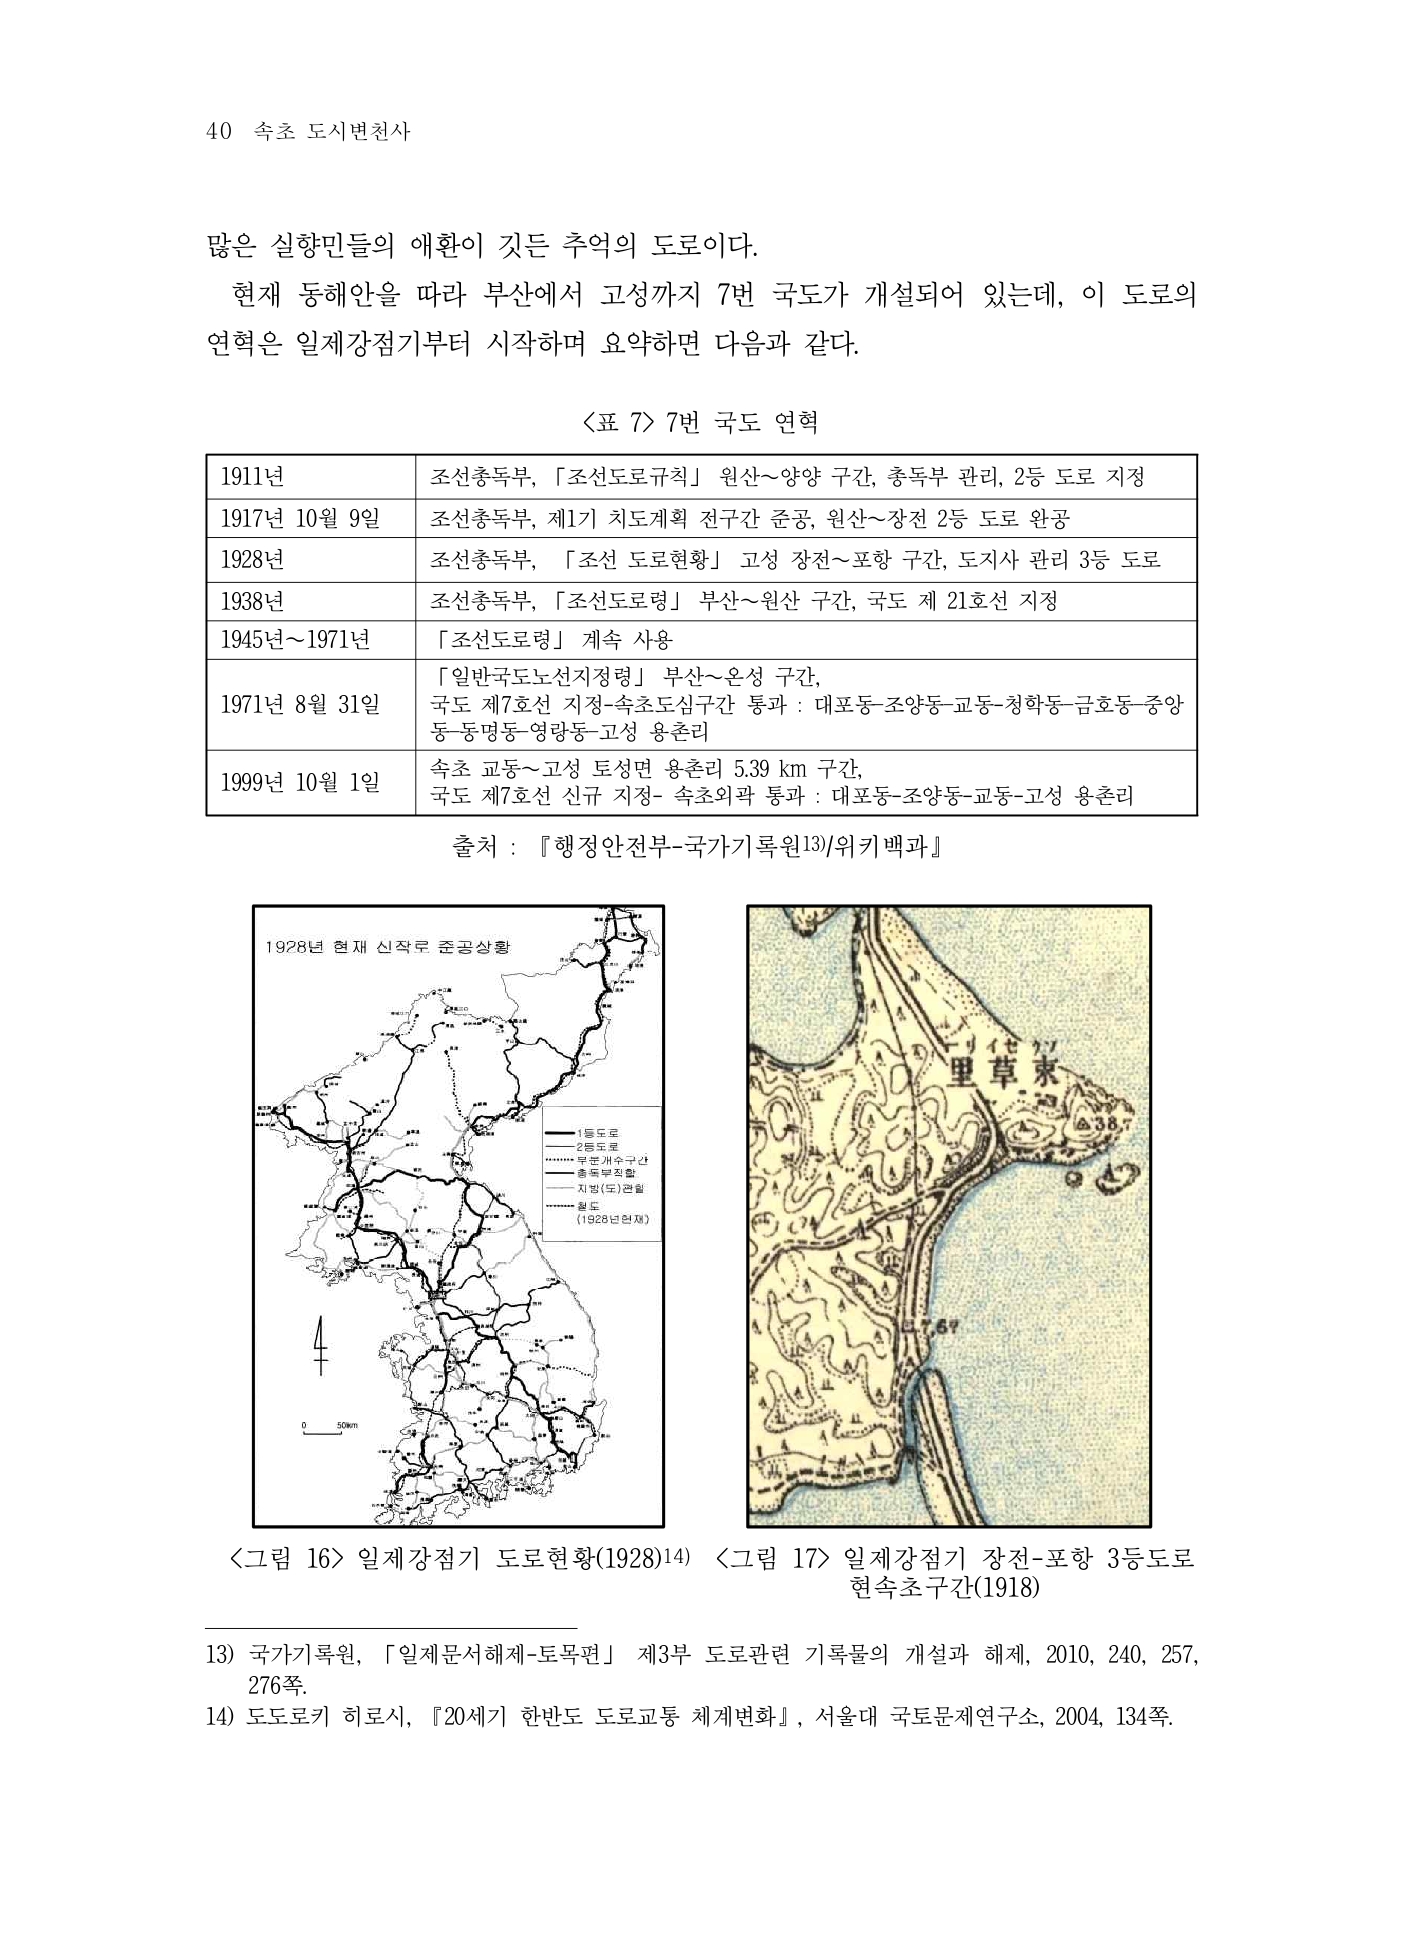 40 속초 도시변천사
많은 실향민들의 애환이 깃든 추억의 도로이다.
현재 동해안을 따라 부산에서 고성까지 7번 국도가 개설되어 있는데, 이 도로의
연혁은 일제강점기부터 시작하며 요약하면 다음과 같다.
<표 7> 7번 국도 연혁
1911년 조선총독부, 「조선도로규칙」 원산~양양 구간, 총독부 관리, 2등 도로 지정
1917년 10월 9일 조선총독부, 제1기 치도계획 전구간 준공, 원산~장전 2등 도로 완공
1928년 조선총독부, 「조선 도로현황」 고성 장전~포항 구간, 도지사 관리 3등 도로
1938년 조선총독부, 「조선도로령」 부산~원산 구간, 국도 제 21호선 지정
1945년~1971년 「조선도로령」 계속 사용
1971년 8월 31일
「일반국도노선지정령」 부산~온성 구간,
국도 제7호선 지정-속초도심구간 통과 : 대포동-조양동-교동-청학동-금호동-중앙
동-동명동-영랑동-고성 용촌리
1999년 10월 1일
속초 교동~고성 토성면 용촌리 5.39 km 구간,
국도 제7호선 신규 지정- 속초외곽 통과 : 대포동-조양동-교동-고성 용촌리
출처 : 『행정안전부-국가기록원13)/위키백과』
1928년 현재 신작로 준공상황
1등도로
2등도로
부분개수구간
총독부직할
지방(도)관할
철도
(1928년현재)
0 50km
里草束
38.7
7.67
<그림 16> 일제강점기 도로현황(1928)14)
<그림 17> 일제강점기 장전-포항 3등도로
현속초구간(1918)
13) 국가기록원, 「일제문서해제-토목편」 제3부 도로관련 기록물의 개설과 해제, 2010, 240, 257,
276쪽.
14) 도도로키 히로시, 『20세기 한반도 도로교통 체계변화』, 서울대 국토문제연구소, 2004, 134쪽.